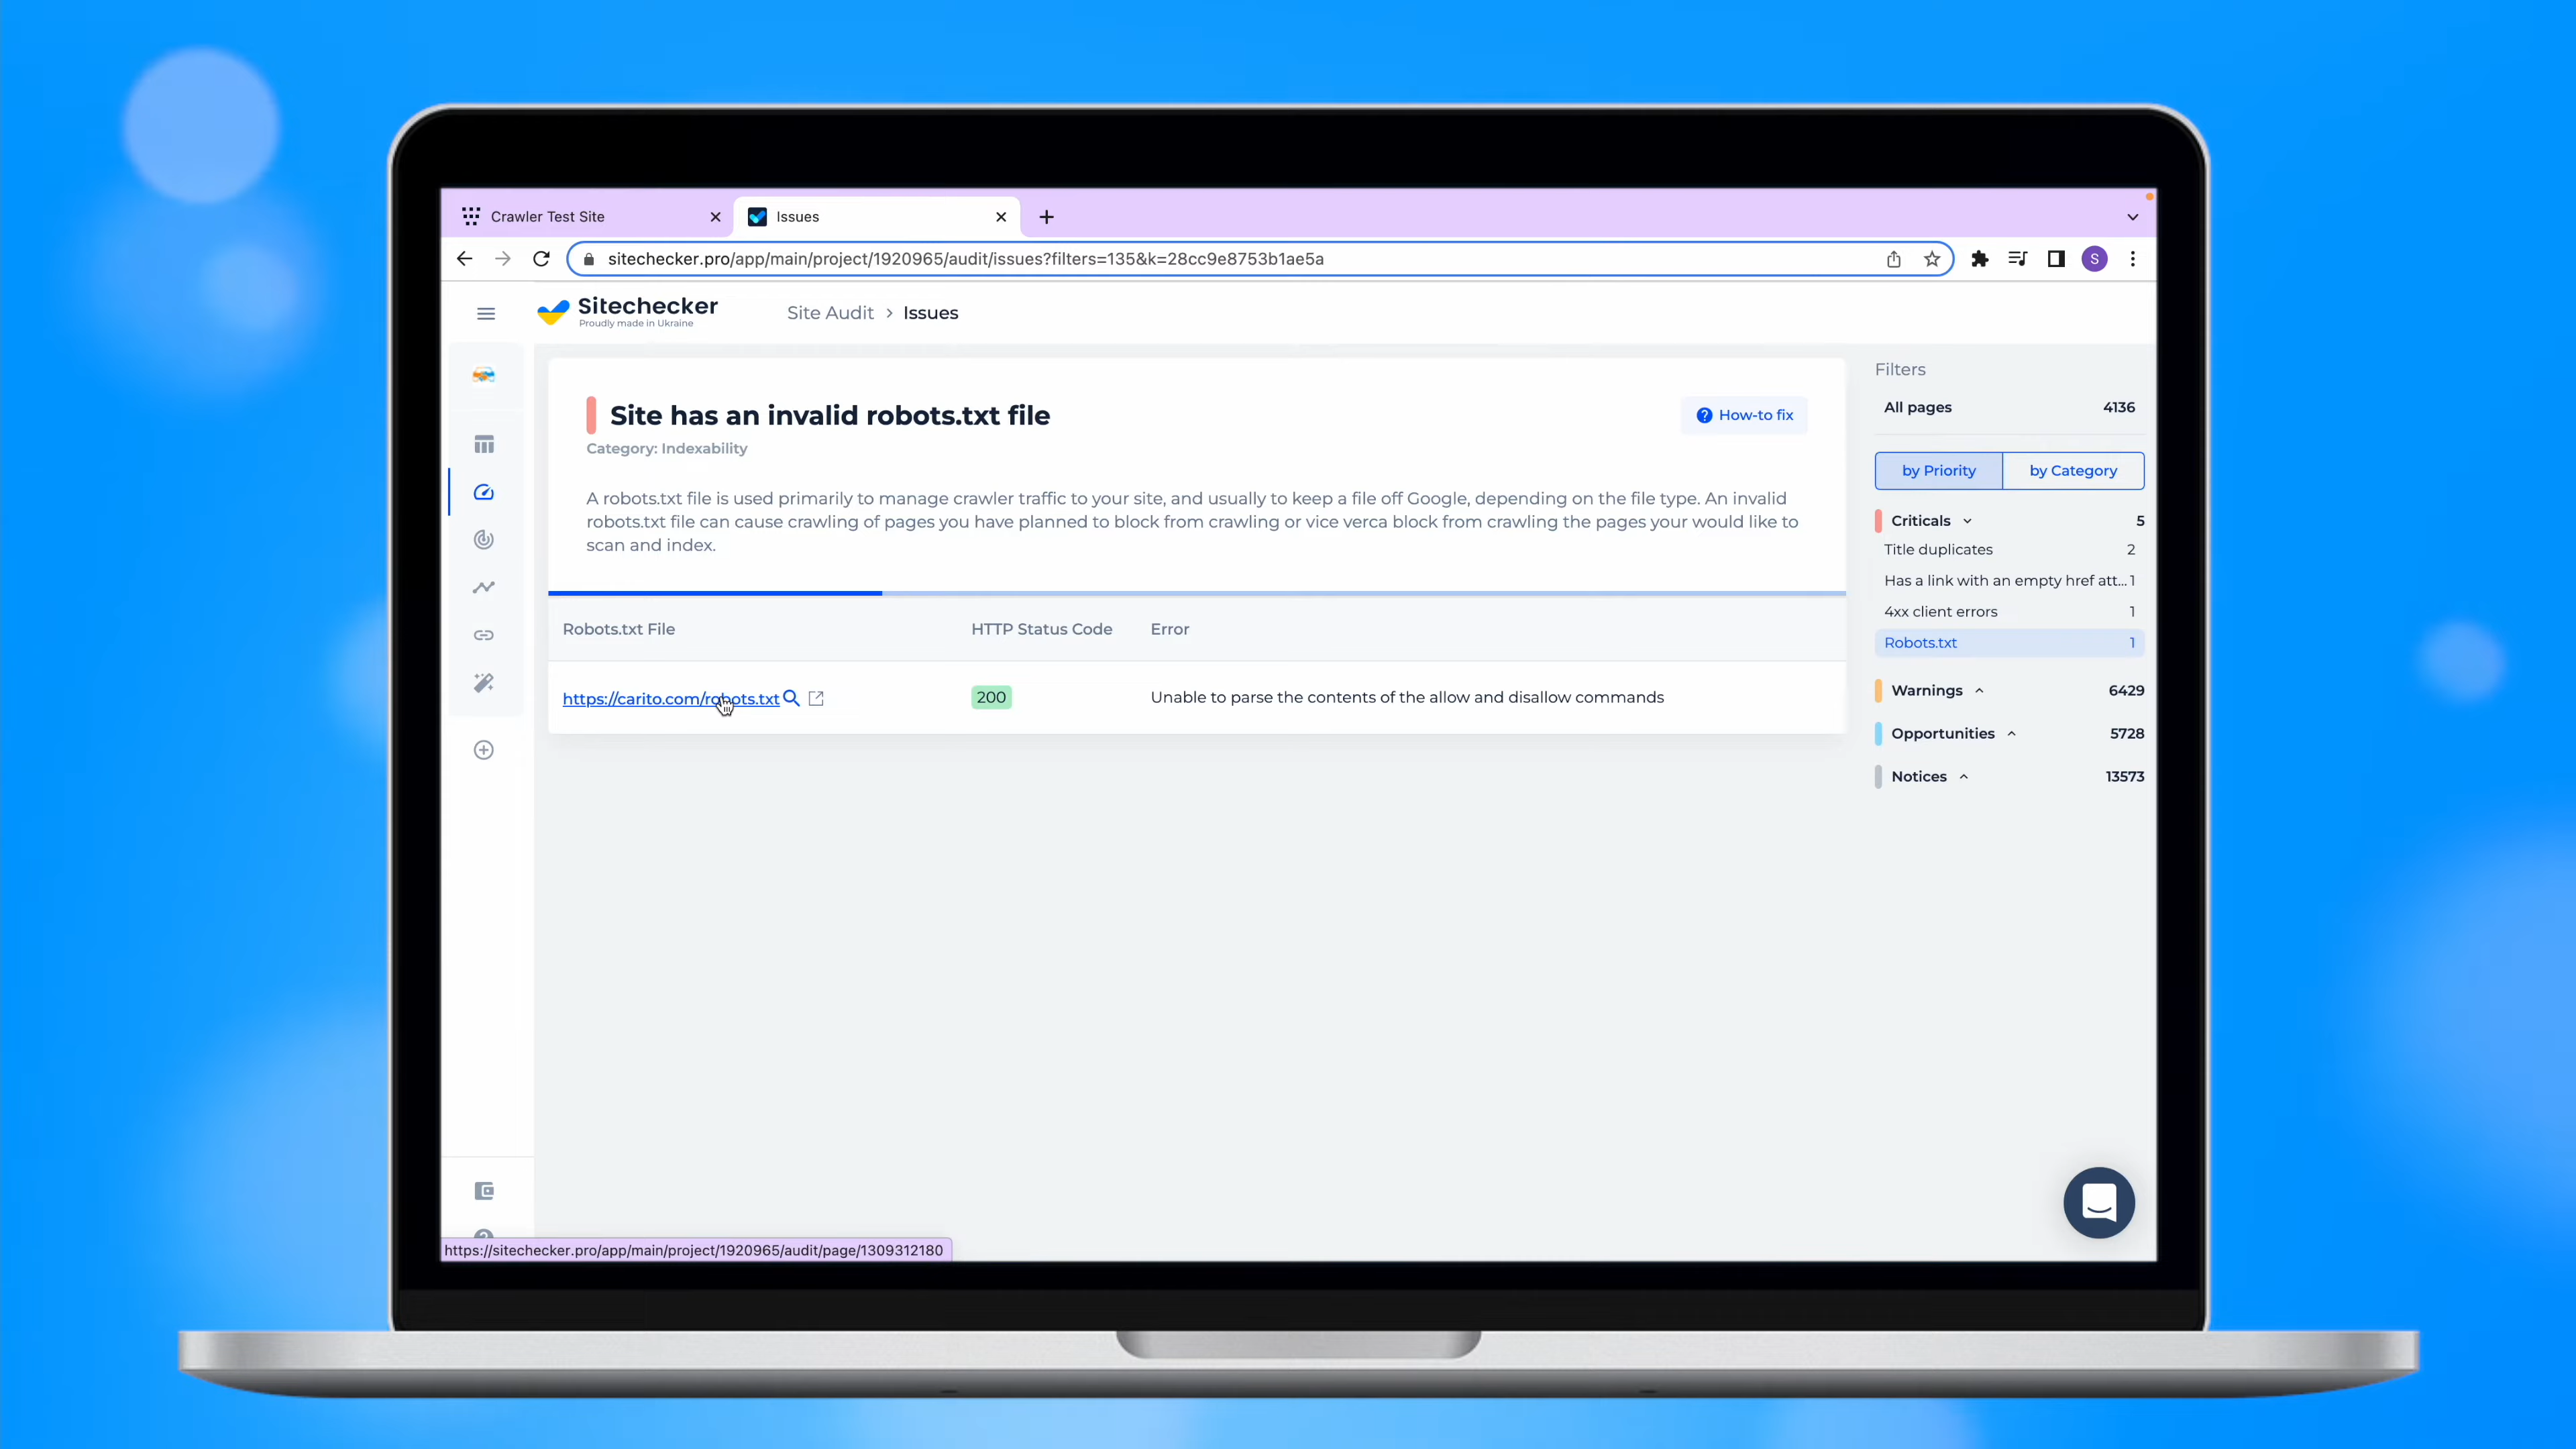 Crawler Test Site
Issues
sitechecker.pro/app/main/project/1920965/audit/issues?filters=135&k=28cc9e8753b1ae5a
S
Sitechecker
Proudly made in Ukraine
Site Audit > Issues
Site has an invalid robots.txt file
? How-to fix
Category: Indexability
A robots.txt file is used primarily to manage crawler traffic to your site, and usually to keep a file off Google, depending on the file type. An invalid
robots.txt file can cause crawling of pages you have planned to block from crawling or vice verca block from crawling the pages your would like to
scan and index.
Robots.txt File HTTP Status Code Error
https://carito.com/robots.txt 200 Unable to parse the contents of the allow and disallow commands
Filters
All pages 4136
by Priority by Category
Criticals 5
Title duplicates 2
Has a link with an empty href att... 1
4xx client errors 1
Robots.txt 1
Warnings 6429
Opportunities 5728
Notices 13573
https://sitechecker.pro/app/main/project/1920965/audit/page/1309312180